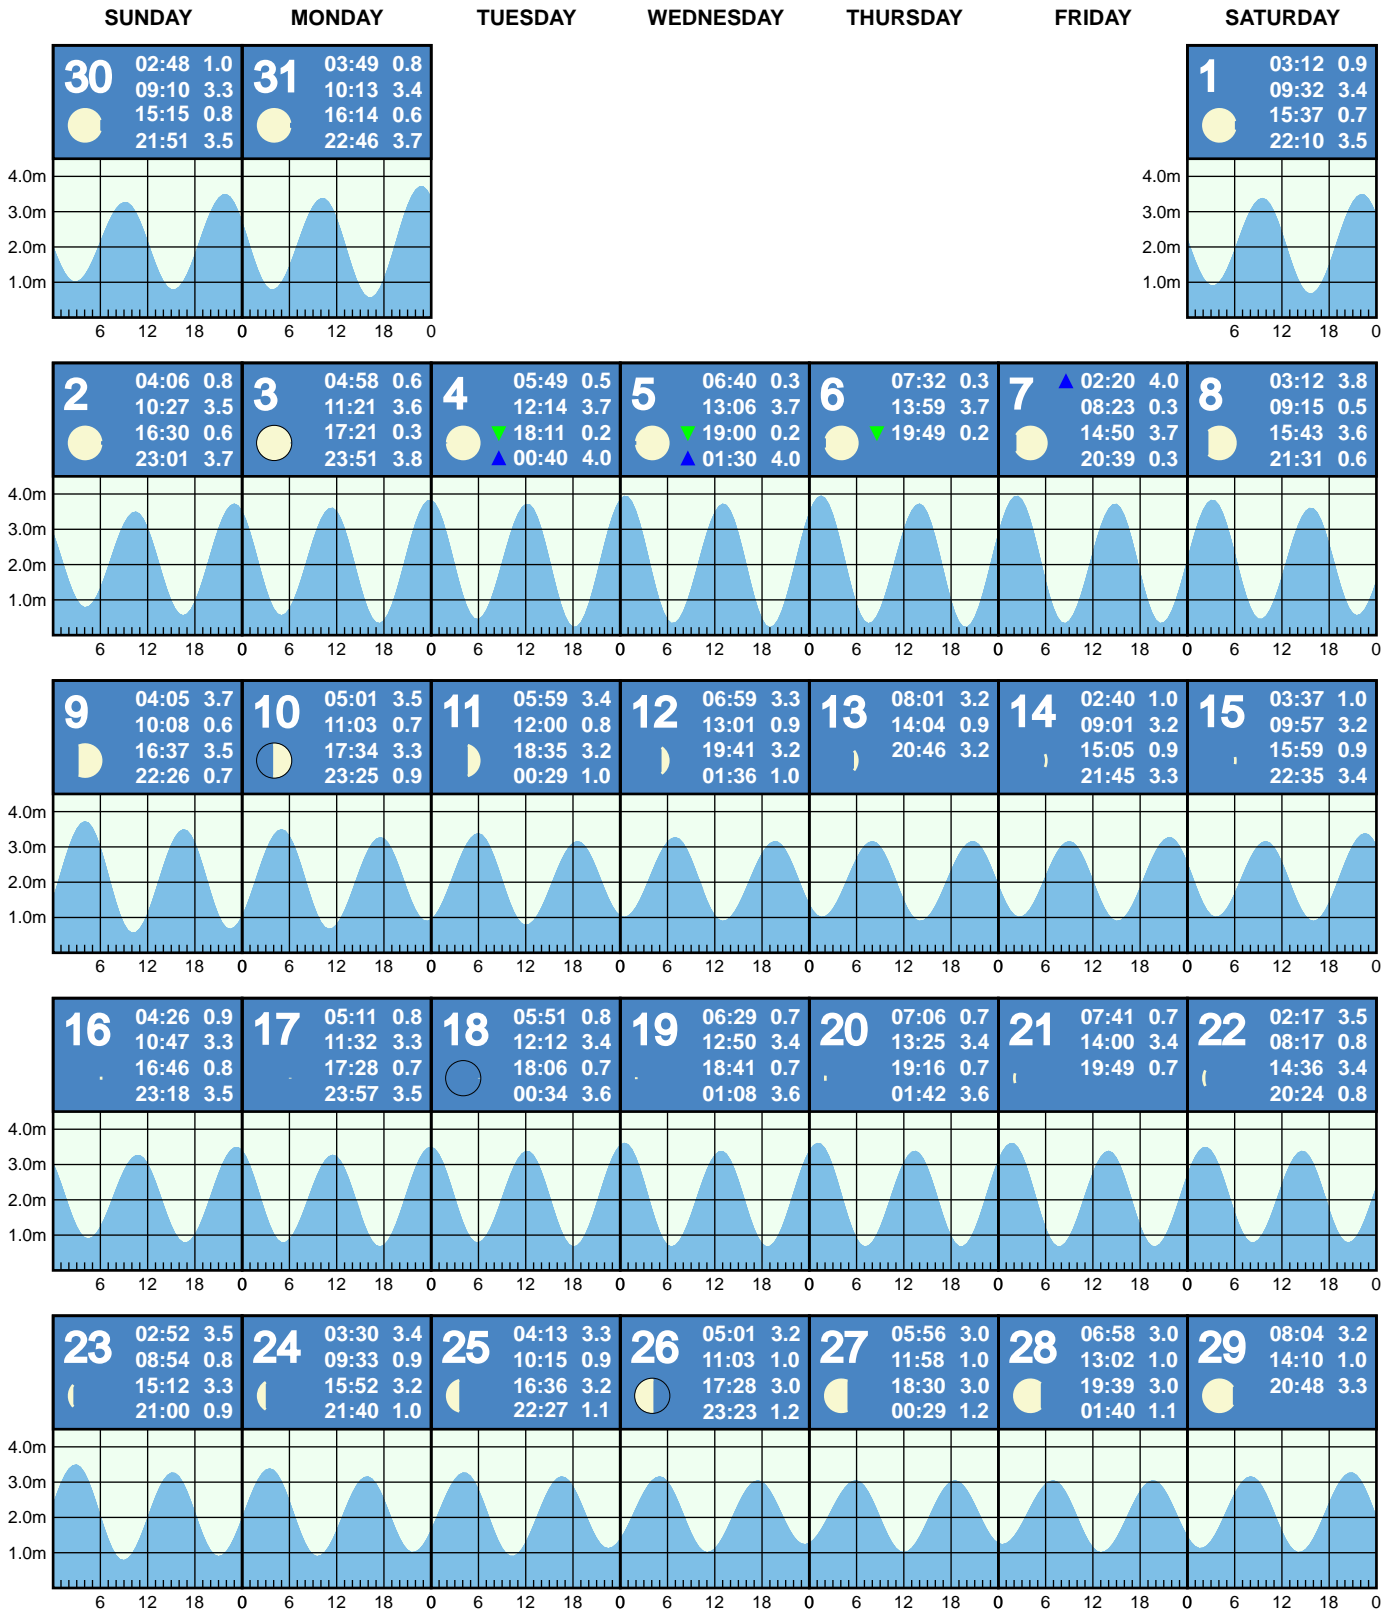 SUNDAY MONDAY TUESDAY WEDNESDAY THURSDAY FRIDAY SATURDAY
30 02:48 1.0
09:10 3.3
15:15 0.8
21:51 3.5
31 03:49 0.8
10:13 3.4
16:14 0.6
22:46 3.7
1 03:12 0.9
09:32 3.4
15:37 0.7
22:10 3.5
4.0m
3.0m
2.0m
1.0m
4.0m
3.0m
2.0m
1.0m
6 12 18 0 6 12 18 0 6 12 18 0
2 04:06 0.8
10:27 3.5
16:30 0.6
23:01 3.7
3 04:58 0.6
11:21 3.6
17:21 0.3
23:51 3.8
4 05:49 0.5
12:14 3.7
18:11 0.2
00:40 4.0
5 06:40 0.3
13:06 3.7
19:00 0.2
01:30 4.0
6 07:32 0.3
13:59 3.7
19:49 0.2
7 02:20 4.0
08:23 0.3
14:50 3.7
20:39 0.3
8 03:12 3.8
09:15 0.5
15:43 3.6
21:31 0.6
4.0m
3.0m
2.0m
1.0m
6 12 18 0 6 12 18 0 6 12 18 0 6 12 18 0 6 12 18 0 6 12 18 0 6 12 18 0
9 04:05 3.7
10:08 0.6
16:37 3.5
22:26 0.7
10 05:01 3.5
11:03 0.7
17:34 3.3
23:25 0.9
11 05:59 3.4
12:00 0.8
18:35 3.2
00:29 1.0
12 06:59 3.3
13:01 0.9
19:41 3.2
01:36 1.0
13 08:01 3.2
14:04 0.9
20:46 3.2
14 02:40 1.0
09:01 3.2
15:05 0.9
21:45 3.3
15 03:37 1.0
09:57 3.2
15:59 0.9
22:35 3.4
4.0m
3.0m
2.0m
1.0m
6 12 18 0 6 12 18 0 6 12 18 0 6 12 18 0 6 12 18 0 6 12 18 0 6 12 18 0
16 04:26 0.9
10:47 3.3
16:46 0.8
23:18 3.5
17 05:11 0.8
11:32 3.3
17:28 0.7
23:57 3.5
18 05:51 0.8
12:12 3.4
18:06 0.7
00:34 3.6
19 06:29 0.7
12:50 3.4
18:41 0.7
01:08 3.6
20 07:06 0.7
13:25 3.4
19:16 0.7
01:42 3.6
21 07:41 0.7
14:00 3.4
19:49 0.7
22 02:17 3.5
08:17 0.8
14:36 3.4
20:24 0.8
4.0m
3.0m
2.0m
1.0m
6 12 18 0 6 12 18 0 6 12 18 0 6 12 18 0 6 12 18 0 6 12 18 0 6 12 18 0
23 02:52 3.5
08:54 0.8
15:12 3.3
21:00 0.9
24 03:30 3.4
09:33 0.9
15:52 3.2
21:40 1.0
25 04:13 3.3
10:15 0.9
16:36 3.2
22:27 1.1
26 05:01 3.2
11:03 1.0
17:28 3.0
23:23 1.2
27 05:56 3.0
11:58 1.0
18:30 3.0
00:29 1.2
28 06:58 3.0
13:02 1.0
19:39 3.0
01:40 1.1
29 08:04 3.2
14:10 1.0
20:48 3.3
4.0m
3.0m
2.0m
1.0m
6 12 18 0 6 12 18 0 6 12 18 0 6 12 18 0 6 12 18 0 6 12 18 0 6 12 18 0